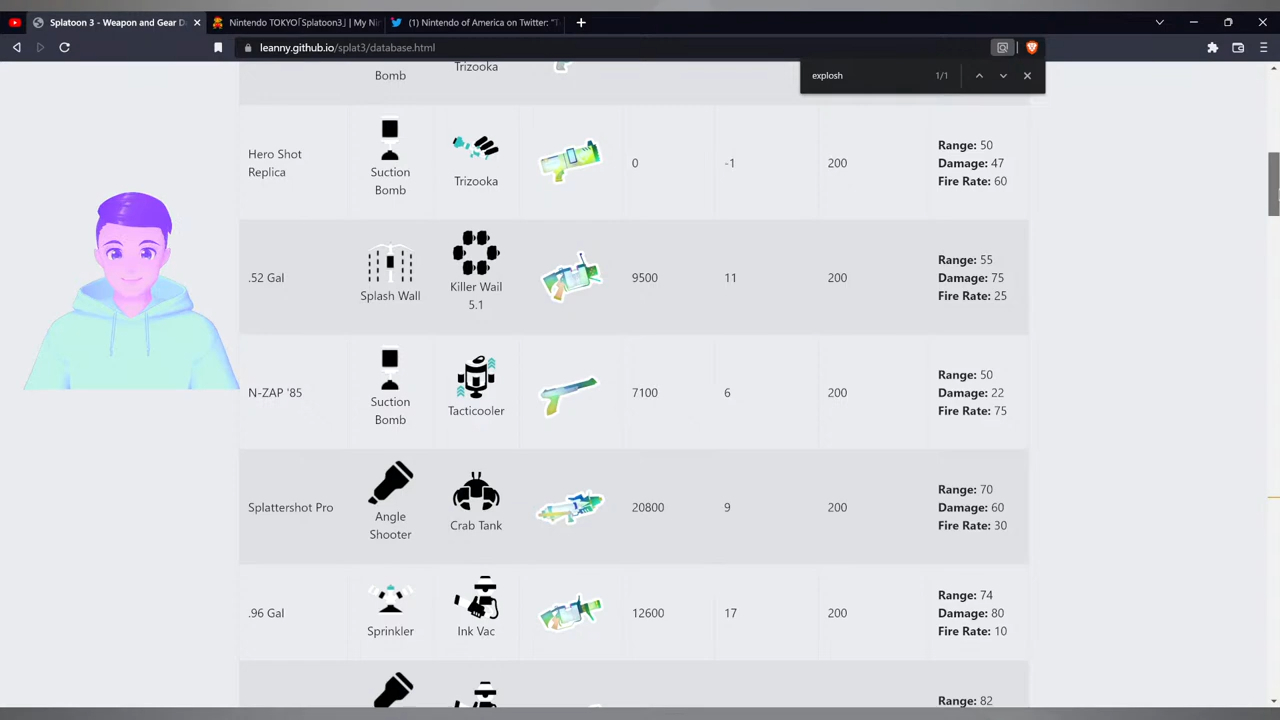 Splatoon 3 - Weapon and Gear D
Nintendo TOKYO「Splatoon3」 | My Nin
(1) Nintendo of America on Twitter: "T
leanny.github.io/splat3/database.html
explosh
1/1
Bomb
Trizooka
Hero Shot
Replica
Suction
Bomb
Trizooka
0
-1
200
Range: 50
Damage: 47
Fire Rate: 60
.52 Gal
Splash Wall
Killer Wail
5.1
9500
11
200
Range: 55
Damage: 75
Fire Rate: 25
N-ZAP '85
Suction
Bomb
Tacticooler
7100
6
200
Range: 50
Damage: 22
Fire Rate: 75
Splattershot Pro
Angle
Shooter
Crab Tank
20800
9
200
Range: 70
Damage: 60
Fire Rate: 30
.96 Gal
Sprinkler
Ink Vac
12600
17
200
Range: 74
Damage: 80
Fire Rate: 10
Range: 82